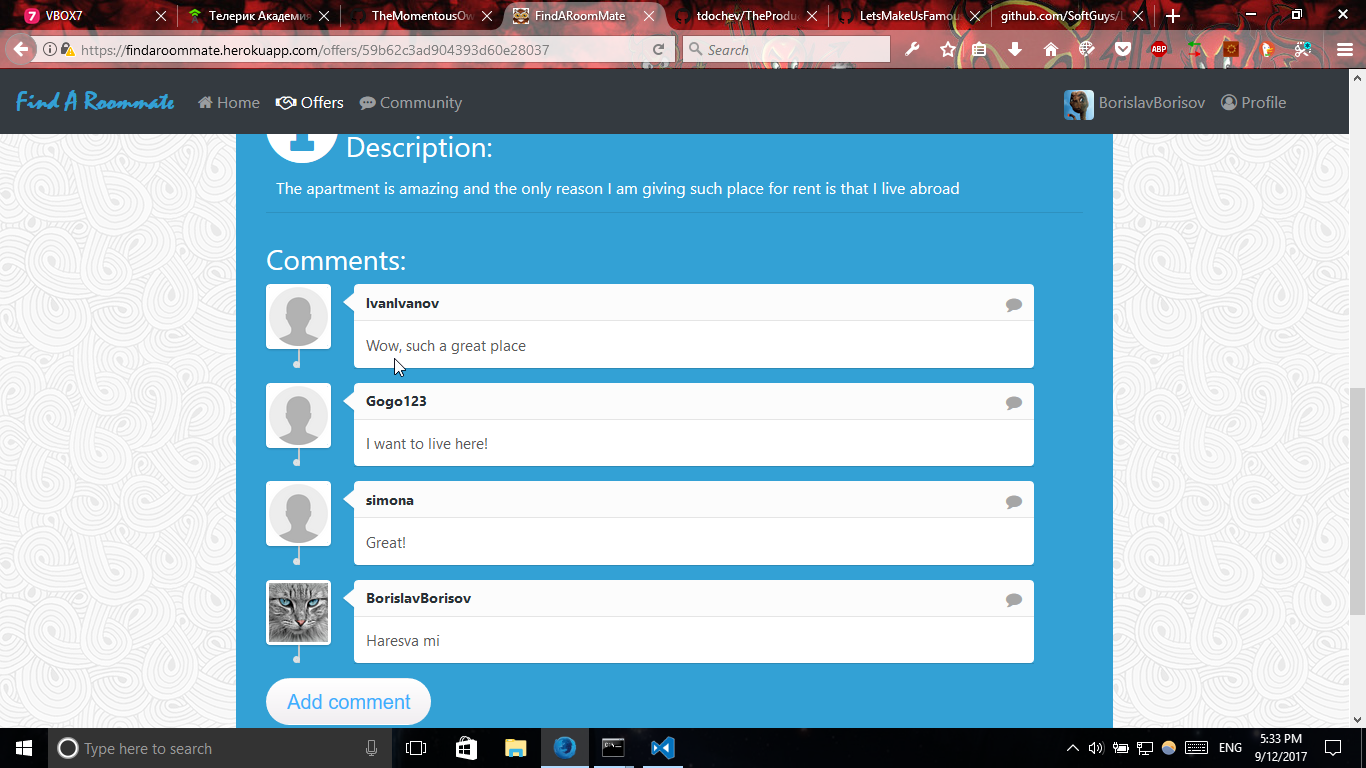 VBOX7
Телерик Академия
TheMomentousOw
FindARoomMate
tdochev/TheProdu
LetsMakeUsFamou
github.com/SoftGuys/L
https://findaroommate.herokuapp.com/offers/59b62c3ad904393d60e28037
Search
ABP
Find A Roommate
Home
Offers
Community
BorislavBorisov
Profile
Description:
The apartment is amazing and the only reason I am giving such place for rent is that I live abroad
Comments:
IvanIvanov
Wow, such a great place
Gogo123
I want to live here!
simona
Great!
BorislavBorisov
Haresva mi
Add comment
Type here to search
ENG
5:33 PM
9/12/2017